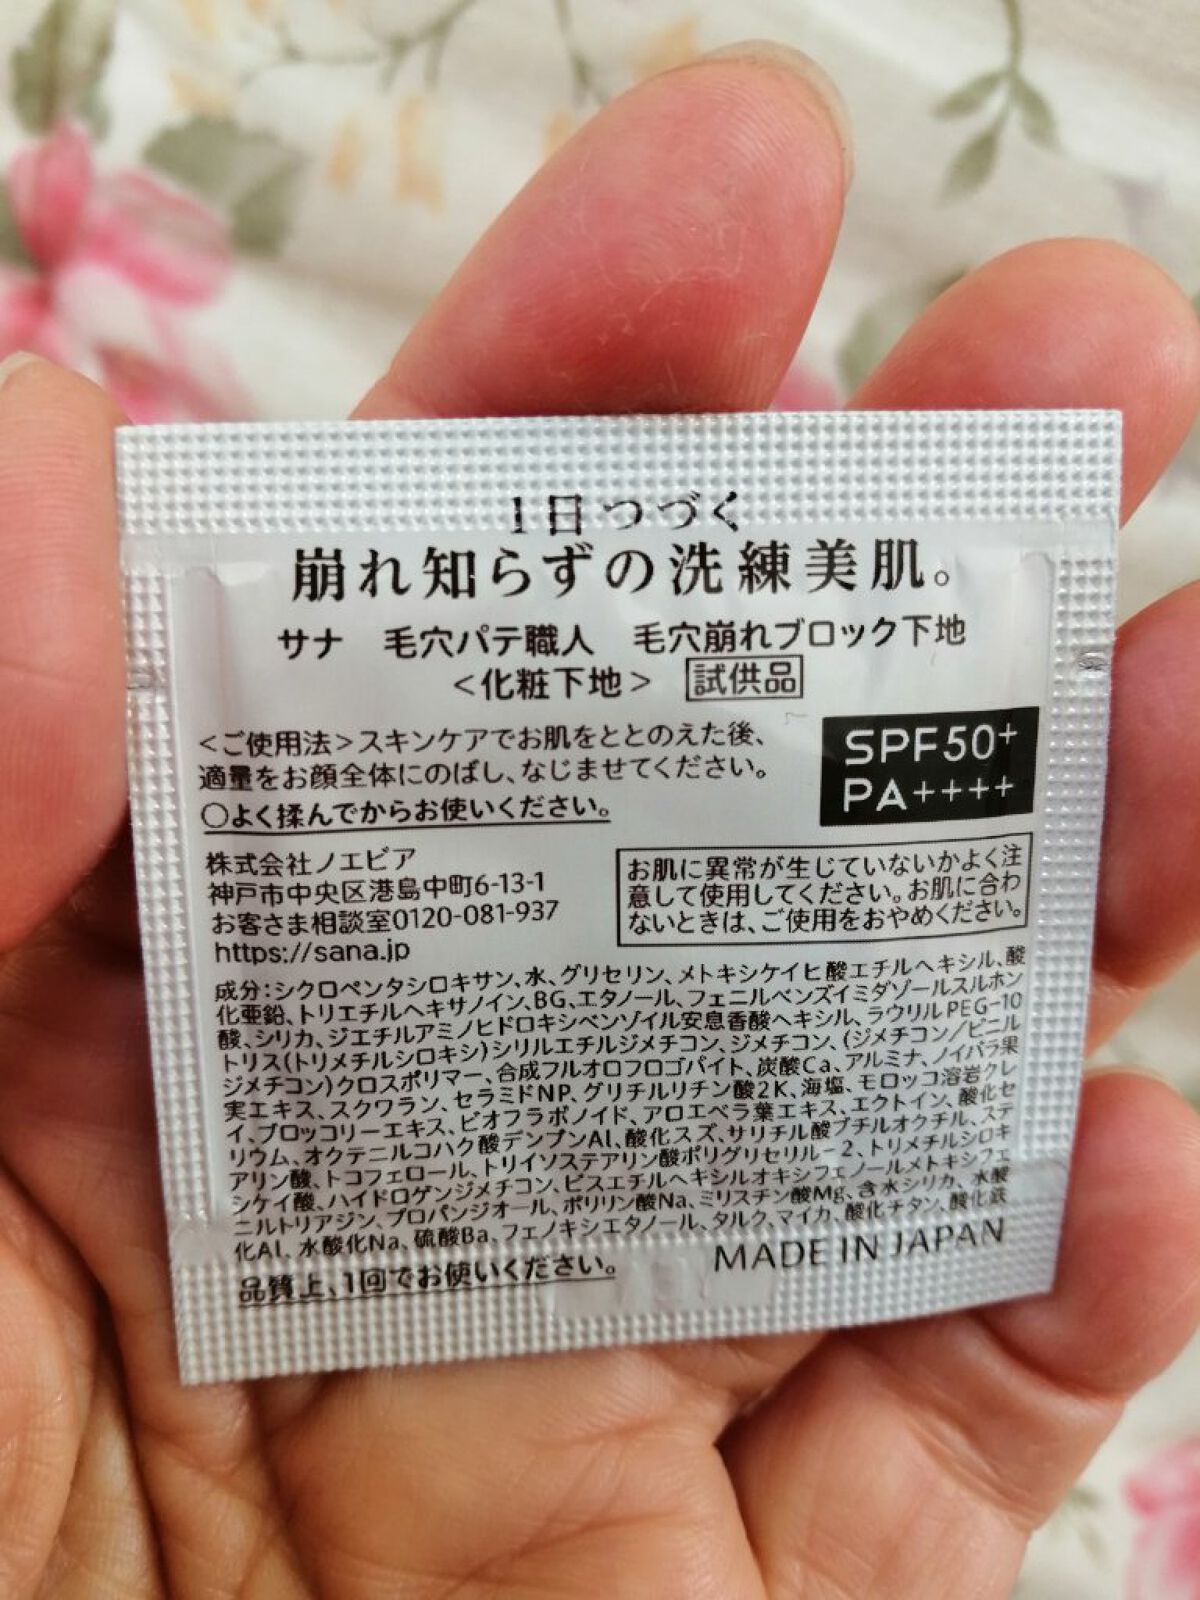 1日つづく
崩れ知らずの洗練美肌。
サナ 毛穴パテ職人 毛穴崩れブロック下地
<化粧下地> 試供品
<ご使用法>スキンケアでお肌をととのえた後、
適量をお顔全体にのばし、なじませてください。
○よく揉んでからお使いください。
SPF50+
PA++++
株式会社ノエビア
神戸市中央区港島中町6-13-1
お客さま相談室0120-081-937
https://sana.jp
お肌に異常が生じていないかよく注
意して使用してください。お肌に合わ
ないときは、ご使用をおやめください。
成分:シクロペンタシロキサン、水、グリセリン、メトキシケイヒ酸エチルヘキシル、酸
化亜鉛、トリエチルヘキサノイン、BG、エタノール、フェニルベンズイミダゾールスルホン
酸、シリカ、ジエチルアミノヒドロキシベンゾイル安息香酸ヘキシル、ラウリルPEG-10
トリス(トリメチルシロキシ)シリルエチルジメチコン、ジメチコン、(ジメチコン/ビニル
ジメチコン)クロスポリマー、合成フルオロフロゴパイト、炭酸Ca、アルミナ、ノイバラ果
実エキス、スクワラン、セラミドNP、グリチルリチン酸2K、海塩、モロッコ溶岩クレ
イ、ブロッコリーエキス、ビオフラボノイド、アロエベラ葉エキス、エクトイン、酸化セ
リウム、オクテニルコハク酸デンプンAl、酸化スズ、サリチル酸ブチルオクチル、ステ
アリン酸、トコフェロール、トリイソステアリン酸ポリグリセリル-2、トリメチルシロキ
シケイ酸、ハイドロゲンジメチコン、ビスエチルヘキシルオキシフェノールメトキシフェ
ニルトリアジン、プロパンジオール、ポリリン酸Na、ミリスチン酸Mg、含水シリカ、水酸
化Al、水酸化Na、硫酸Ba、フェノキシエタノール、タルク、マイカ、酸化チタン、酸化鉄
品質上、1回でお使いください。
MADE IN JAPAN